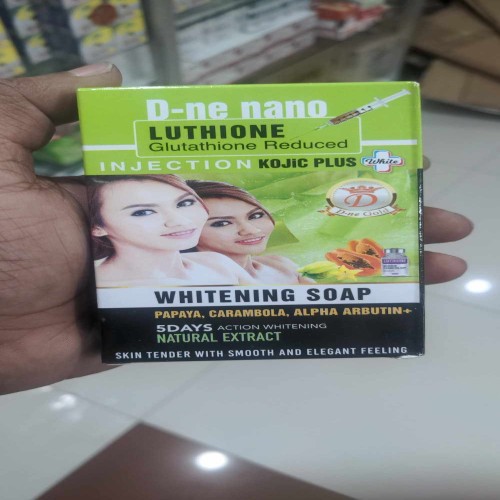 D-ne nano
LUTHIONE
Glutathione Reduced
INJECTION KOJIC PLUS White
D
D-ne Gold
WHITENING SOAP
PAPAYA, CARAMBOLA, ALPHA ARBUTIN+
5DAYS ACTION WHITENING
NATURAL EXTRACT
SKIN TENDER WITH SMOOTH AND ELEGANT FEELING